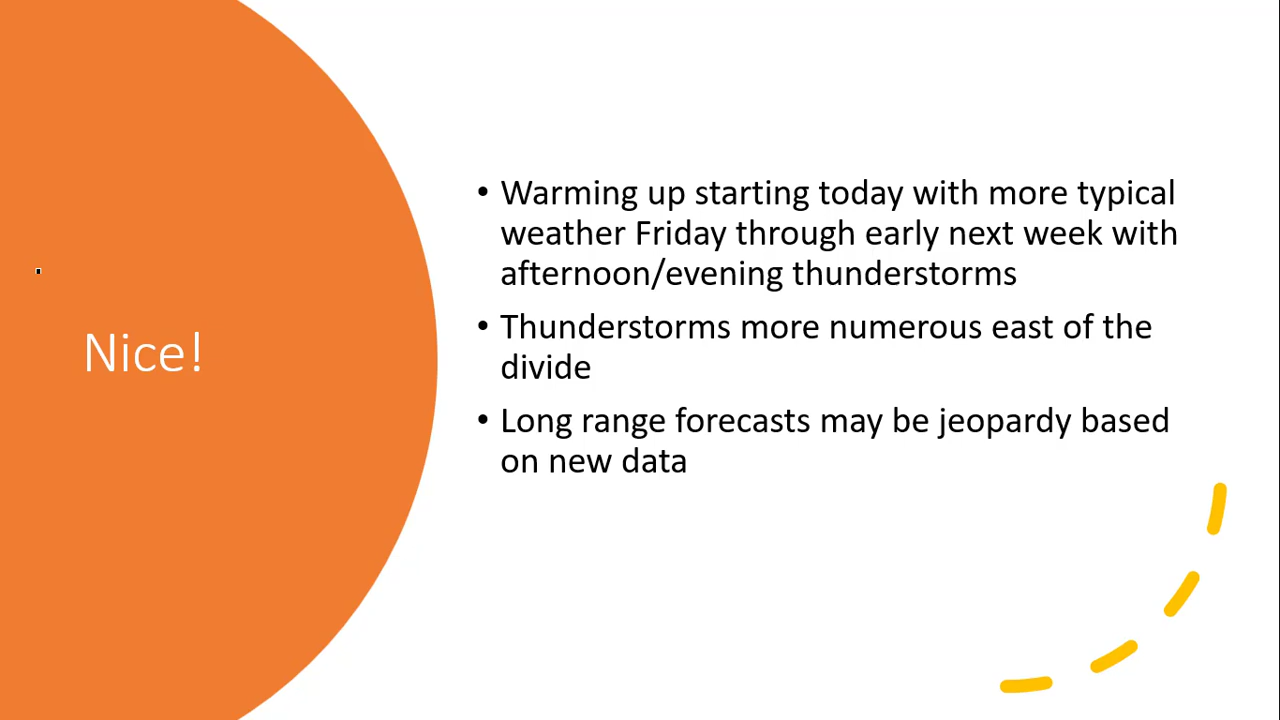 Nice!
• Warming up starting today with more typical
weather Friday through early next week with
afternoon/evening thunderstorms
• Thunderstorms more numerous east of the
divide
• Long range forecasts may be jeopardy based
on new data